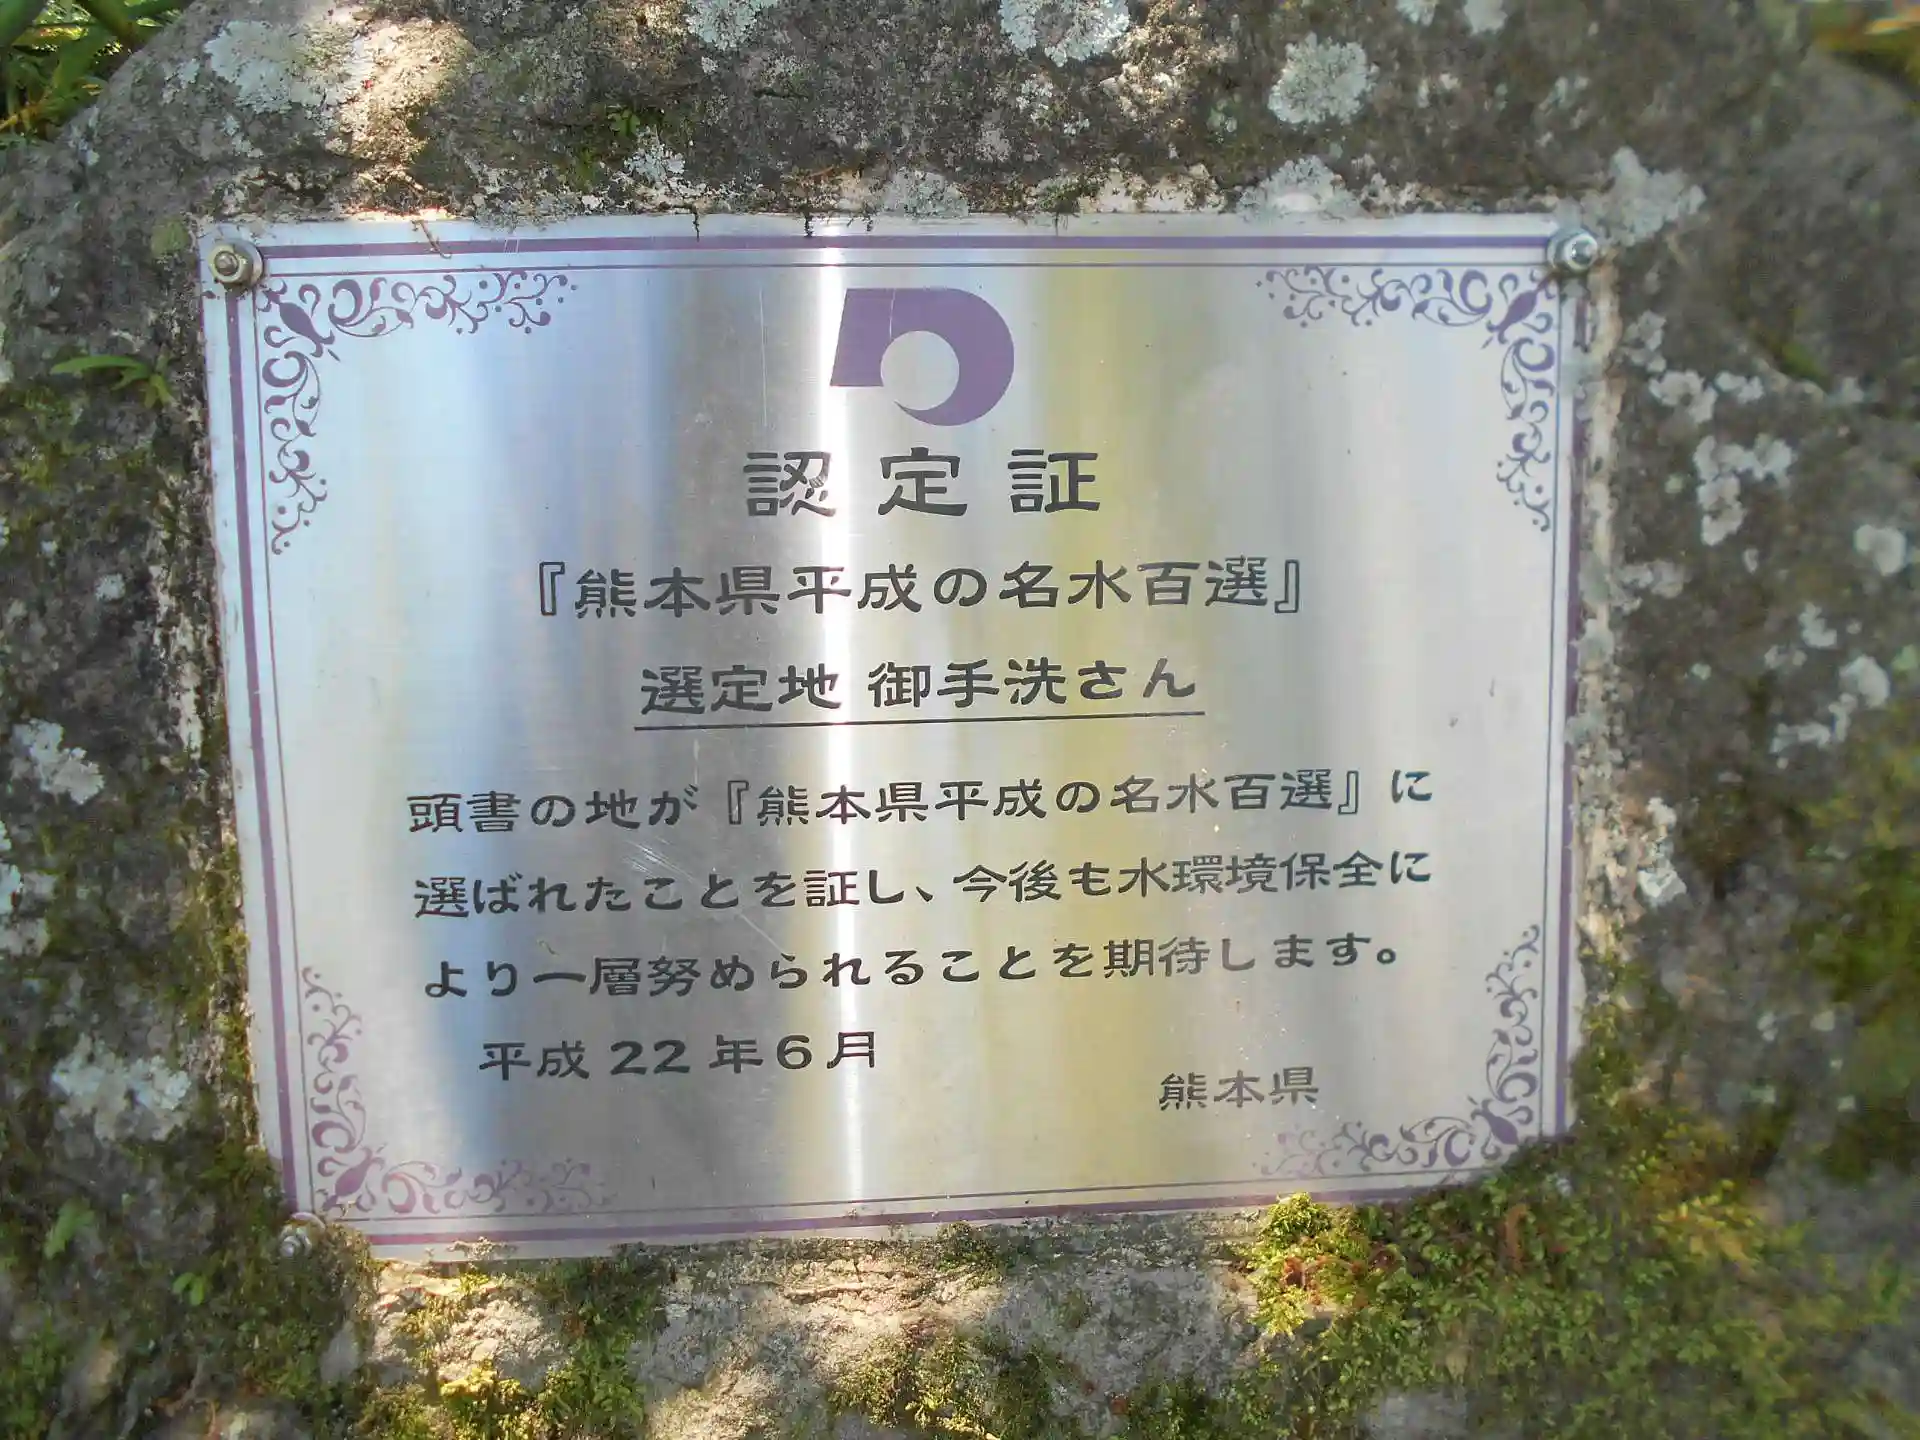 認定証
『熊本県平成の名水百選』
選定地 御手洗さん
頭書の地が『熊本県平成の名水百選』に
選ばれたことを証し、今後も水環境保全に
より一層努められることを期待します。
平成22年6月
熊本県